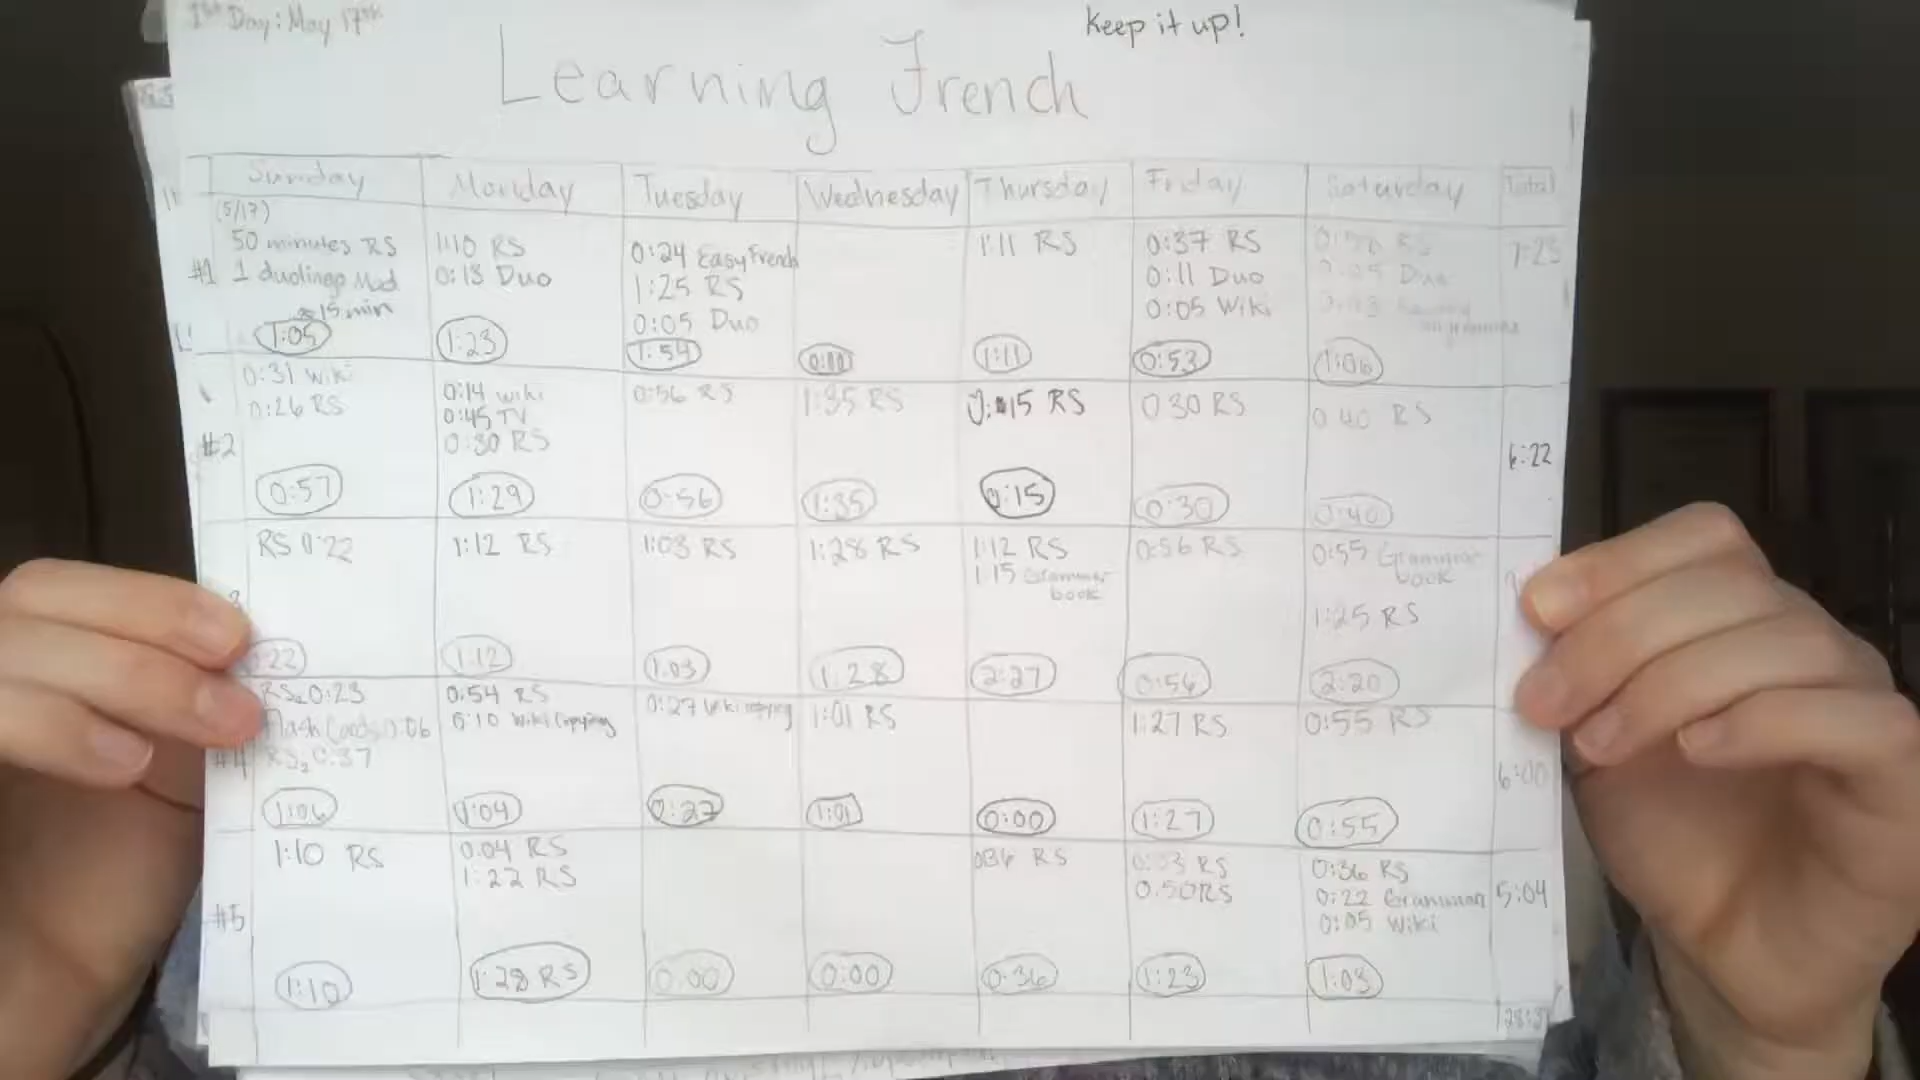 1st Day: May 17th
Keep it up!
Learning French
Sunday Monday Tuesday Wednesday Thursday Friday Saturday Total
#1
(5/17)
50 minutes RS
1 duolingo Mod
15 min
1:05
1:10 RS
0:13 Duo
1:23
0:24 Easy French
1:25 RS
0:05 Duo
1:54
0:00
1:11 RS
1:11
0:37 RS
0:11 Duo
0:05 Wiki
0:53
RS
0:05 Duo
1:06
7:23
#2
0:31 Wiki
0:26 RS
0:57
0:14 wiki
0:45 TV
0:30 RS
1:29
0:56 RS
0:56
1:35 RS
1:35
0:15 RS
0:15
0 30 RS
0:30
0 40 RS
0:40
6:22
3
RS 0:22
:22
1:12 RS
1:12
1:03 RS
1:03
1:28 RS
1:28
1:12 RS
1:15 Grammar
book
2:27
0:56 RS
0:56
0:55 Grammar
book
1:25 RS
2:20
#4
RS 0:23
Flash Cards 0:06
RS 0:37
1:06
0:54 RS
0:10 Wiki Copying
1:04
0:27 Wiki copying
0:27
1:01 RS
1:01
0:00
1:27 RS
1:27
0:55 RS
0:55
6:00
#5
1:10 RS
1:10
0:04 RS
1:22 RS
1:28 RS
0:00
0:00
0:36 RS
0:36
RS
0:50 RS
1:23
0:36 RS
0:22 Grammar
0:05 Wiki
1:03
5:04